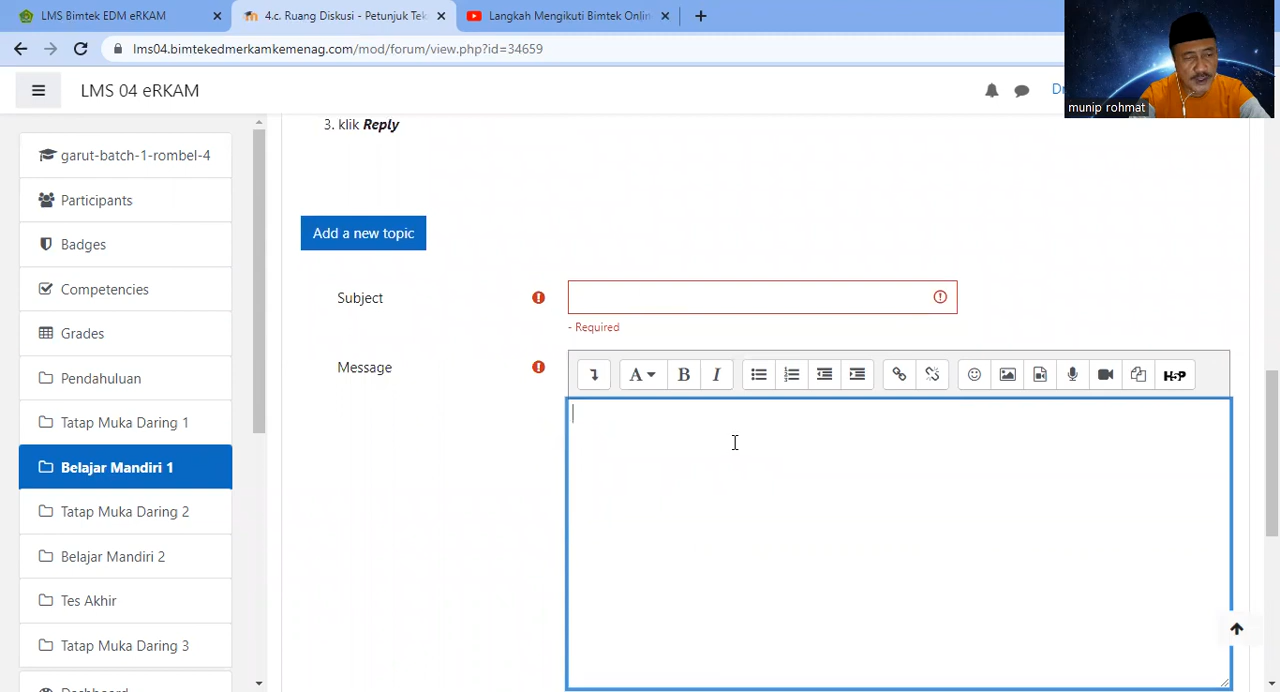 LMS Bimtek EDM eRKAM
4.c. Ruang Diskusi - Petunjuk Tek
Langkah Mengikuti Bimtek Onlin
lms04.bimtekedmerkamkemenag.com/mod/forum/view.php?id=34659
LMS 04 eRKAM
munip rohmat
3. klik Reply
garut-batch-1-rombel-4
Participants
Badges
Competencies
Grades
Pendahuluan
Tatap Muka Daring 1
Belajar Mandiri 1
Tatap Muka Daring 2
Belajar Mandiri 2
Tes Akhir
Tatap Muka Daring 3
Add a new topic
Subject
- Required
Message
A B I H-P